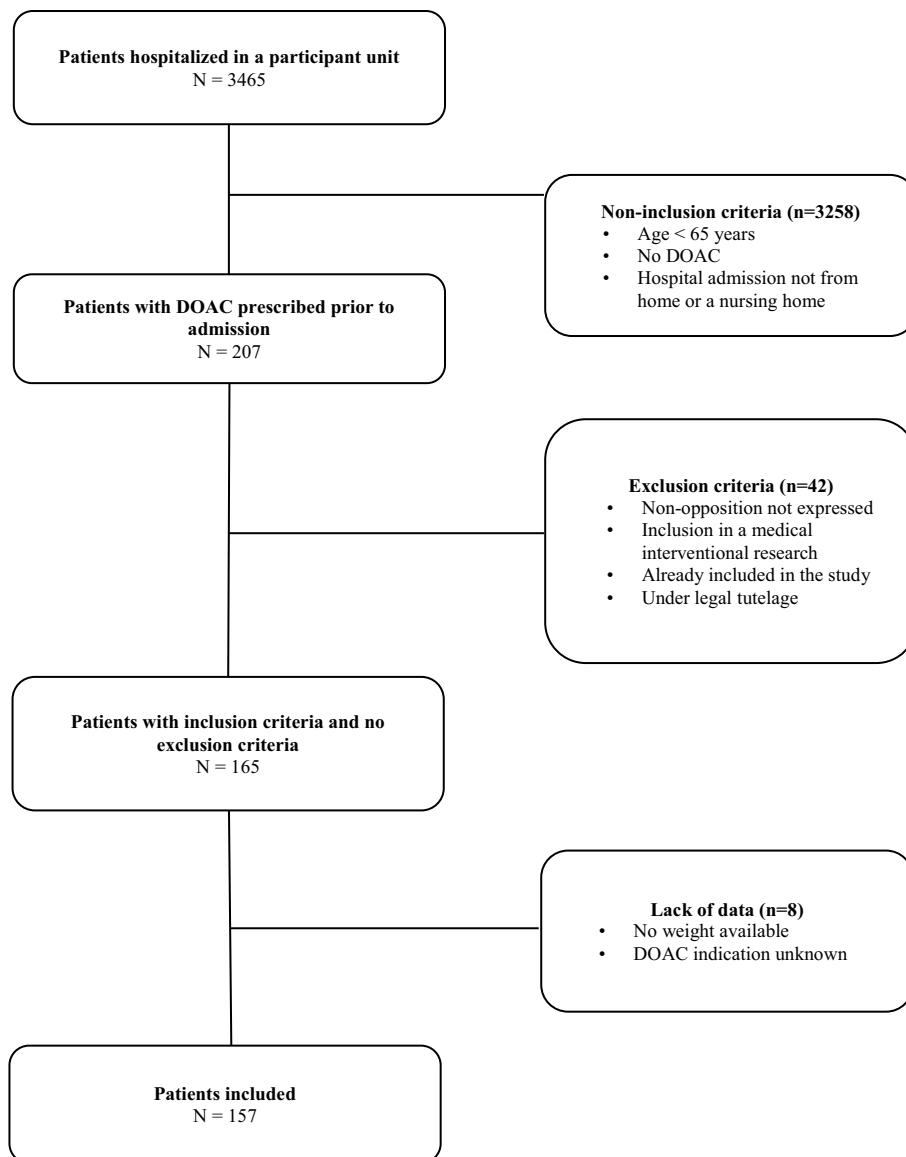 Patients hospitalized in a participant unit
N = 3465
Non-inclusion criteria (n=3258)
• Age < 65 years
• No DOAC
• Hospital admission not from
home or a nursing home
Patients with DOAC prescribed prior to
admission
N = 207
Exclusion criteria (n=42)
• Non-opposition not expressed
• Inclusion in a medical
interventional research
• Already included in the study
• Under legal tutelage
Patients with inclusion criteria and no
exclusion criteria
N = 165
Lack of data (n=8)
• No weight available
• DOAC indication unknown
Patients included
N = 157